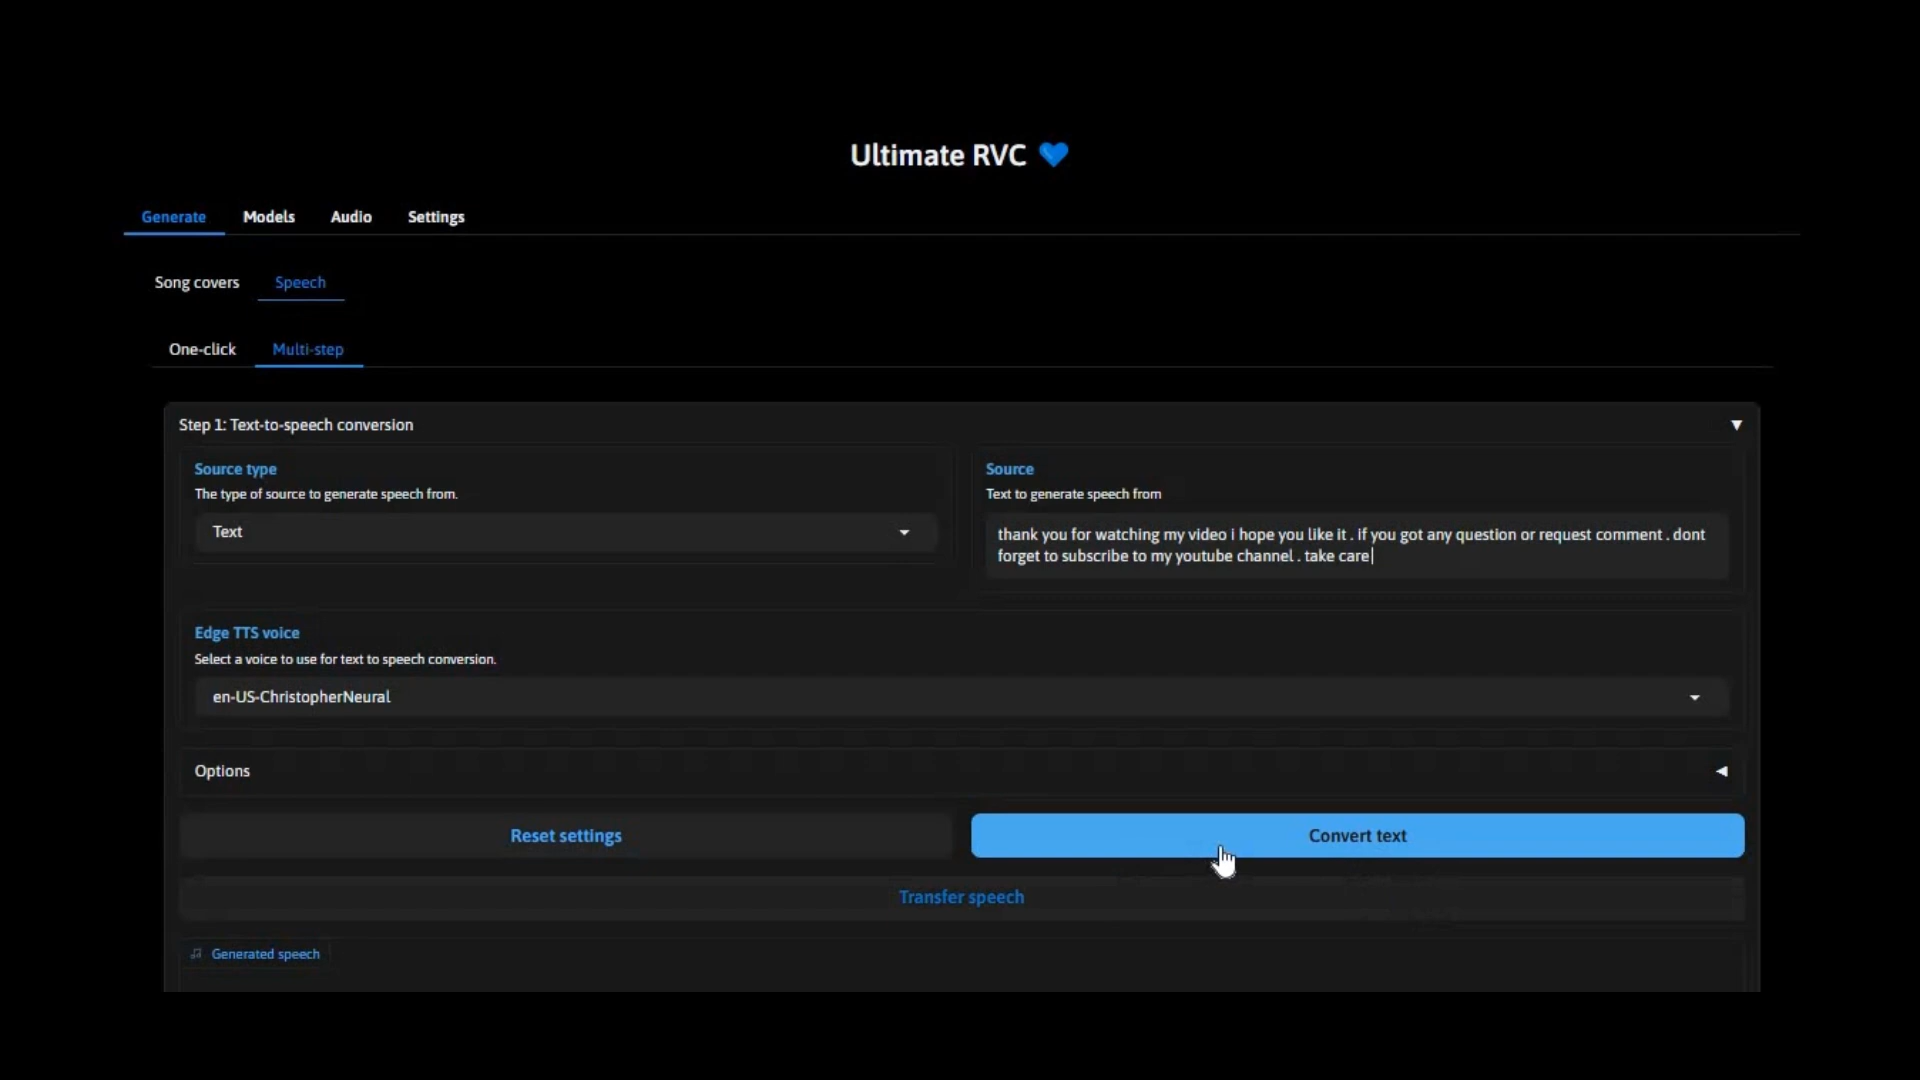 Ultimate RVC 💙
Generate Models Audio Settings
Song covers Speech
One-click Multi-step
Step 1: Text-to-speech conversion ▼
Source type
The type of source to generate speech from.
Text
Source
Text to generate speech from
thank you for watching my video i hope you like it . if you got any question or request comment . dont
forget to subscribe to my youtube channel . take care
Edge TTS voice
Select a voice to use for text to speech conversion.
en-US-ChristopherNeural
Options ◀
Reset settings Convert text
Transfer speech
Generated speech